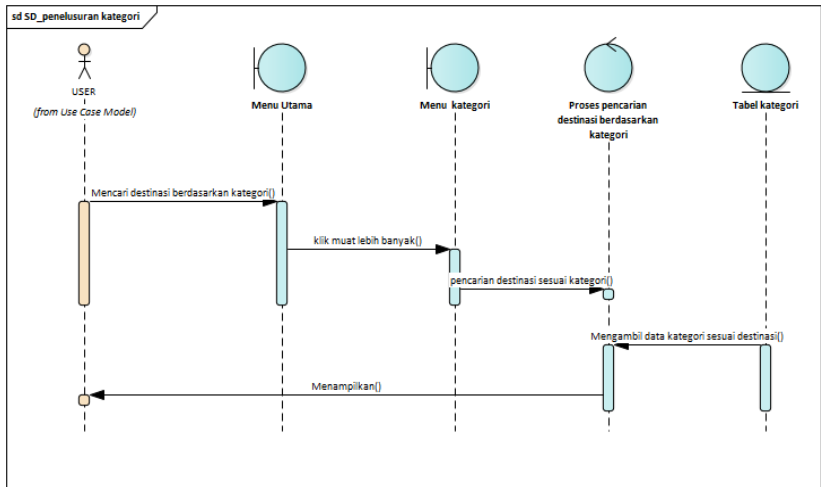 sd SD_penelusuran kategori
USER
(from Use Case Model)
Menu Utama
Menu kategori
Proses pencarian
destinasi berdasarkan
kategori
Tabel kategori
Mencari destinasi berdasarkan kategori()
klik muat lebih banyak()
pencarian destinasi sesuai kategori()
Mengambil data kategori sesuai destinasi()
Menampilkan()